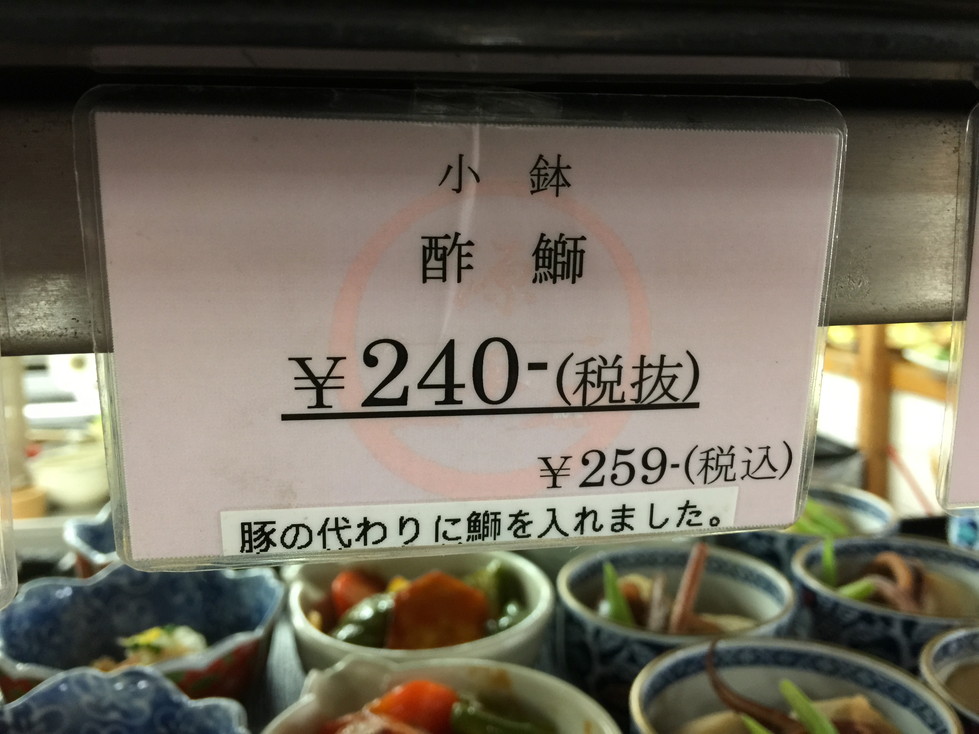 小 鉢
酢 鰤
￥240-(税抜)
￥259-(税込)
豚の代わりに鰤を入れました。